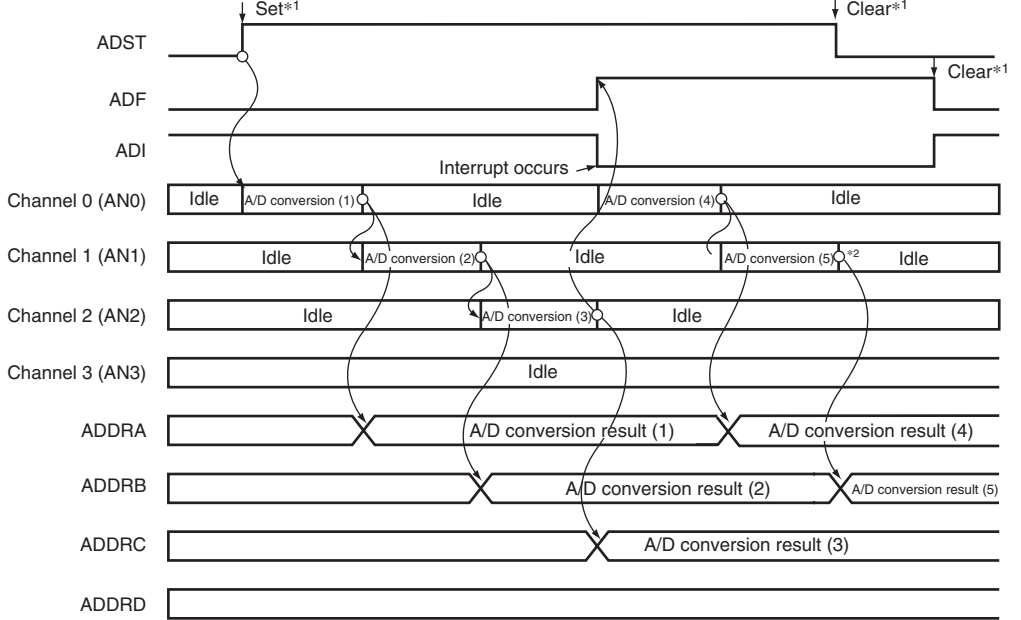 Set*1
Clear*1
ADST
Clear*1
ADF
ADI
Interrupt occurs
Channel 0 (AN0)
Idle
A/D conversion (1)
Idle
A/D conversion (4)
Idle
Channel 1 (AN1)
Idle
A/D conversion (2)
Idle
A/D conversion (5)
*2
Idle
Channel 2 (AN2)
Idle
A/D conversion (3)
Idle
Channel 3 (AN3)
Idle
ADDRA
A/D conversion result (1)
A/D conversion result (4)
ADDRB
A/D conversion result (2)
A/D conversion result (5)
ADDRC
A/D conversion result (3)
ADDRD